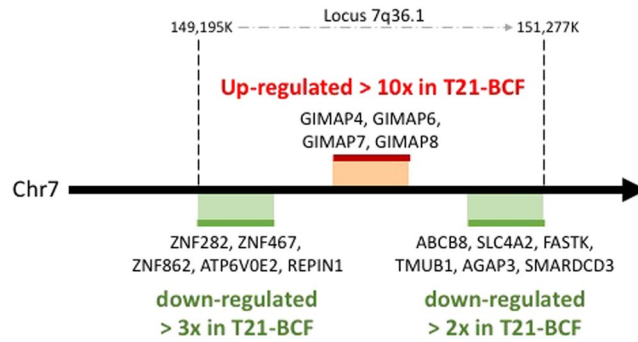 Locus 7q36.1
149,195K
151,277K
Up-regulated > 10x in T21-BCF
GIMAP4, GIMAP6,
GIMAP7, GIMAP8
Chr7
ZNF282, ZNF467,
ZNF862, ATP6V0E2, REPIN1
down-regulated
> 3x in T21-BCF
ABCB8, SLC4A2, FASTK,
TMUB1, AGAP3, SMARDCD3
down-regulated
> 2x in T21-BCF